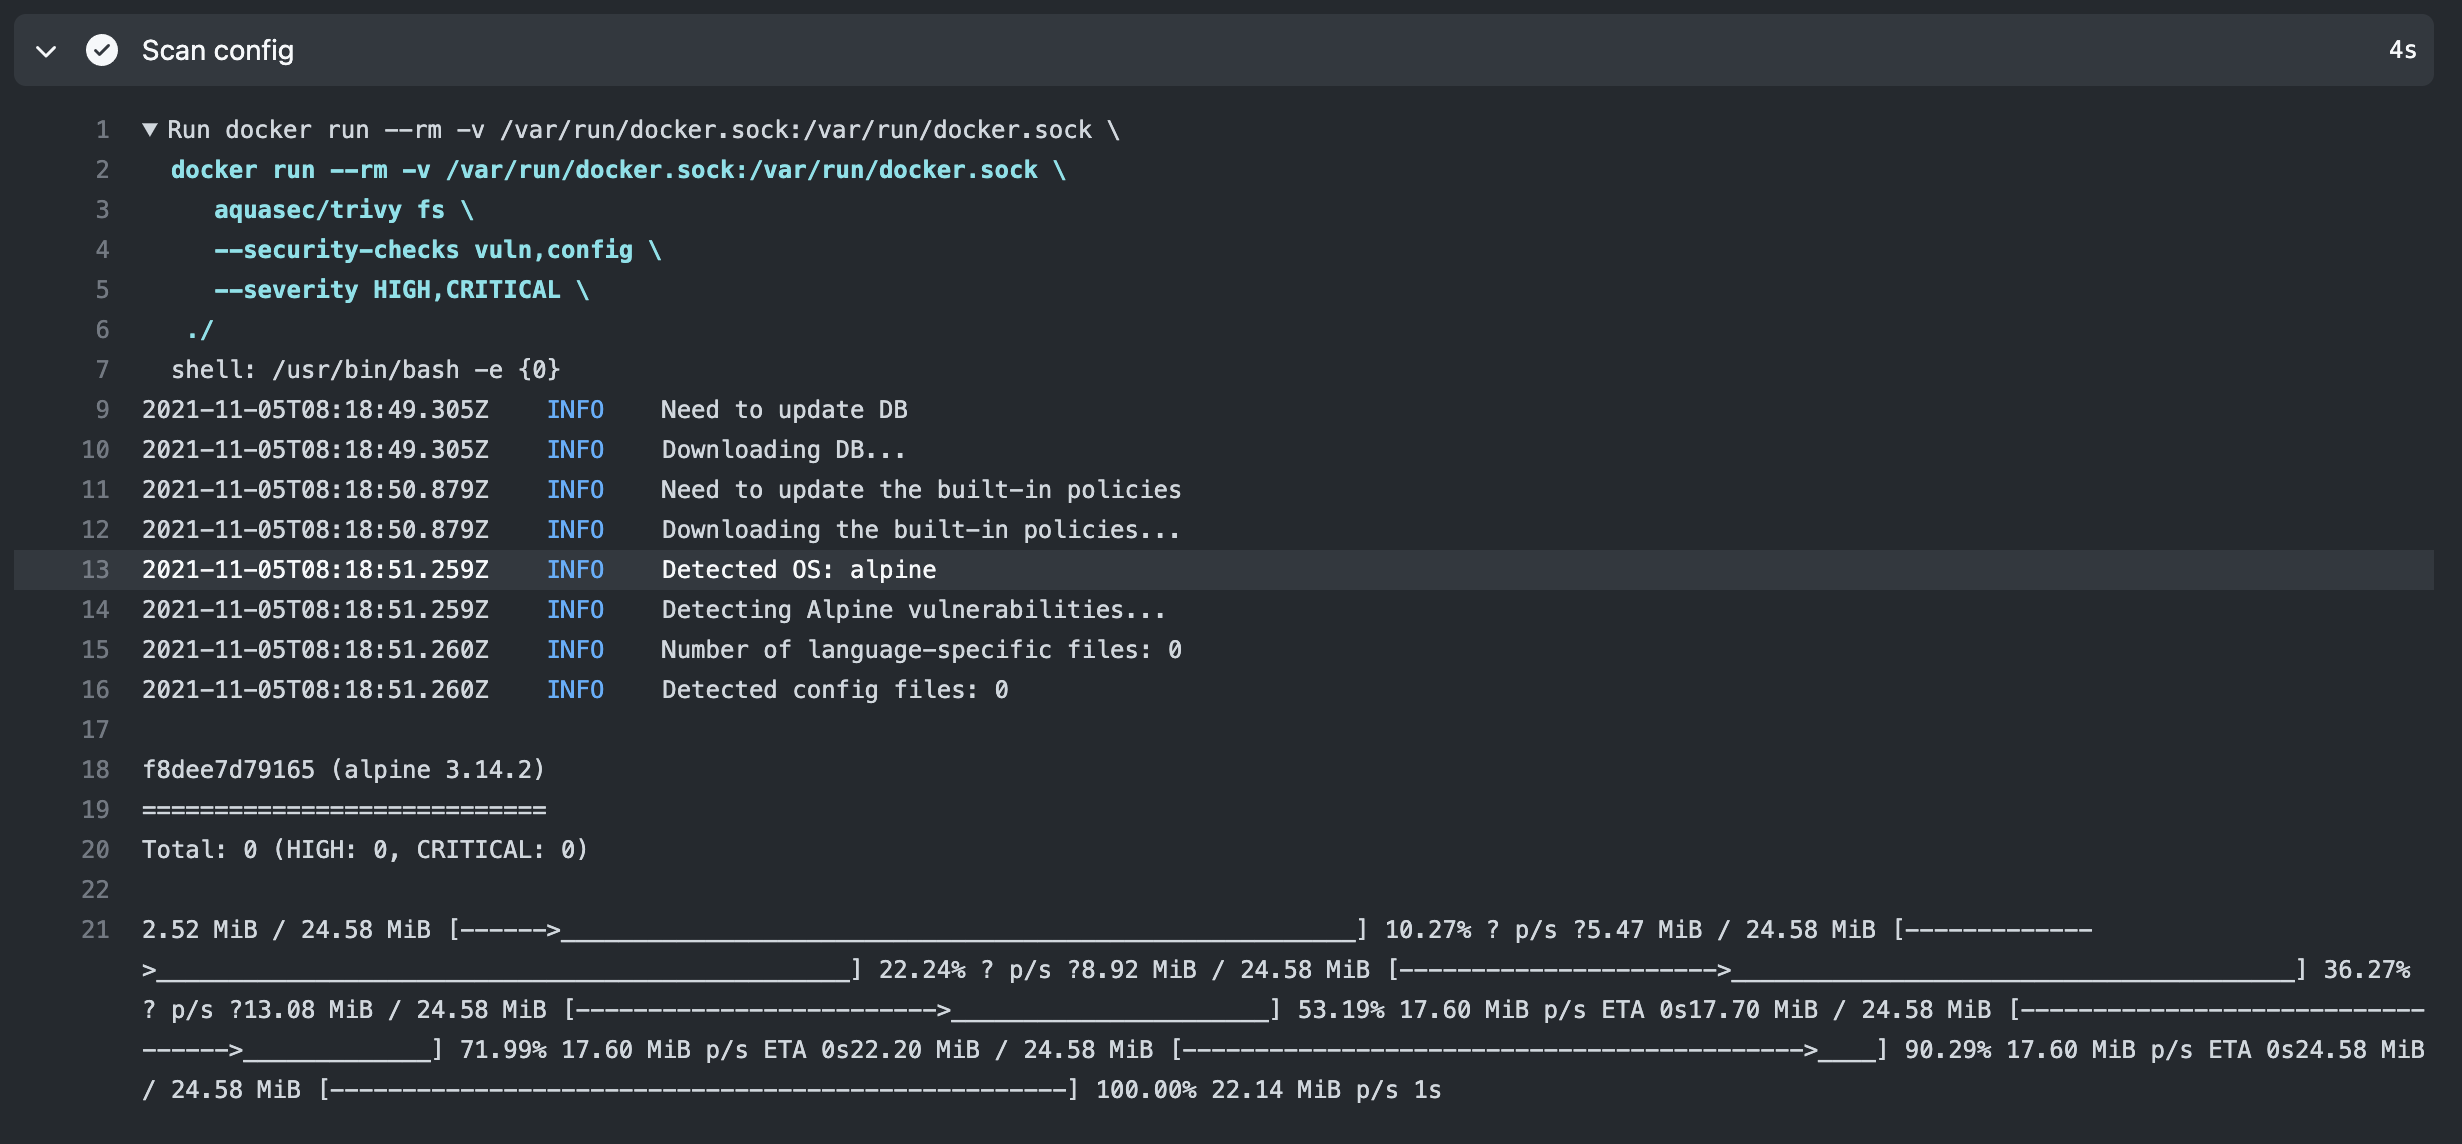 Scan config 4s
1 ▼ Run docker run --rm -v /var/run/docker.sock:/var/run/docker.sock \
2 docker run --rm -v /var/run/docker.sock:/var/run/docker.sock \
3 aquasec/trivy fs \
4 --security-checks vuln,config \
5 --severity HIGH,CRITICAL \
6 ./
7 shell: /usr/bin/bash -e {0}
9 2021-11-05T08:18:49.305Z INFO Need to update DB
10 2021-11-05T08:18:49.305Z INFO Downloading DB...
11 2021-11-05T08:18:50.879Z INFO Need to update the built-in policies
12 2021-11-05T08:18:50.879Z INFO Downloading the built-in policies...
13 2021-11-05T08:18:51.259Z INFO Detected OS: alpine
14 2021-11-05T08:18:51.259Z INFO Detecting Alpine vulnerabilities...
15 2021-11-05T08:18:51.260Z INFO Number of language-specific files: 0
16 2021-11-05T08:18:51.260Z INFO Detected config files: 0
17
18 f8dee7d79165 (alpine 3.14.2)
19 ============================
20 Total: 0 (HIGH: 0, CRITICAL: 0)
22
21 2.52 MiB / 24.58 MiB [------>_______________________________________________________] 10.27% ? p/s ?5.47 MiB / 24.58 MiB [-------------
>________________________________________________] 22.24% ? p/s ?8.92 MiB / 24.58 MiB [---------------------->_______________________________________] 36.27%
? p/s ?13.08 MiB / 24.58 MiB [------------------------->______________________] 53.19% 17.60 MiB p/s ETA 0s17.70 MiB / 24.58 MiB [----------------------------
------>_____________] 71.99% 17.60 MiB p/s ETA 0s22.20 MiB / 24.58 MiB [------------------------------------------->____] 90.29% 17.60 MiB p/s ETA 0s24.58 MiB
/ 24.58 MiB [---------------------------------------------------] 100.00% 22.14 MiB p/s 1s